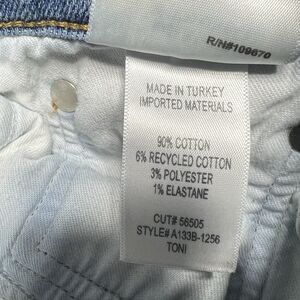 R/N#109670
MADE IN TURKEY
IMPORTED MATERIALS
90% COTTON
6% RECYCLED COTTON
3% POLYESTER
1% ELASTANE
CUT# 56505
STYLE# A133B-1256
TONI